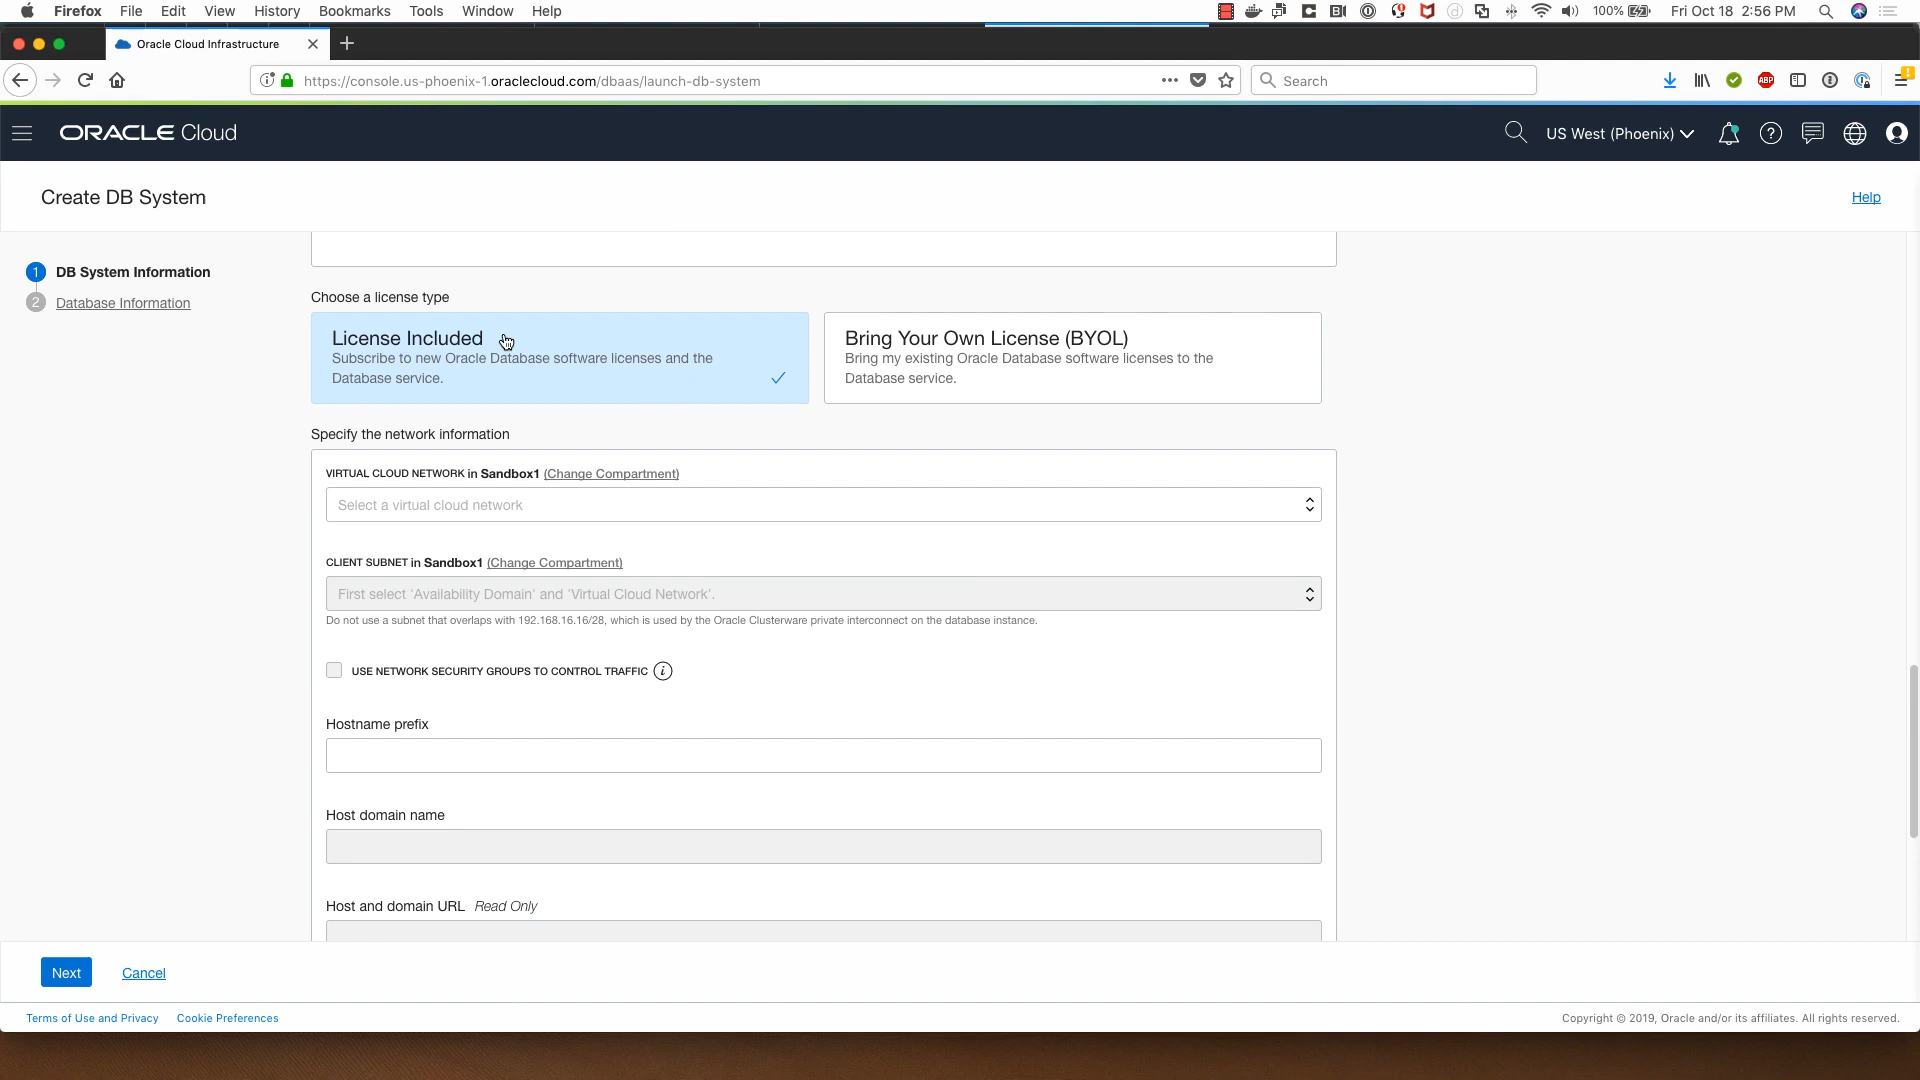 Firefox File Edit View History Bookmarks Tools Window Help
100% Fri Oct 18 2:56 PM
Oracle Cloud Infrastructure
https://console.us-phoenix-1.oraclecloud.com/dbaas/launch-db-system
Search
ABP
ORACLE Cloud
US West (Phoenix)
Create DB System
Help
1 DB System Information
2 Database Information
Choose a license type
License Included
Subscribe to new Oracle Database software licenses and the
Database service.
Bring Your Own License (BYOL)
Bring my existing Oracle Database software licenses to the
Database service.
Specify the network information
VIRTUAL CLOUD NETWORK in Sandbox1 (Change Compartment)
Select a virtual cloud network
CLIENT SUBNET in Sandbox1 (Change Compartment)
First select 'Availability Domain' and 'Virtual Cloud Network'.
Do not use a subnet that overlaps with 192.168.16.16/28, which is used by the Oracle Clusterware private interconnect on the database instance.
USE NETWORK SECURITY GROUPS TO CONTROL TRAFFIC i
Hostname prefix
Host domain name
Host and domain URL Read Only
Next
Cancel
Terms of Use and Privacy
Cookie Preferences
Copyright © 2019, Oracle and/or its affiliates. All rights reserved.